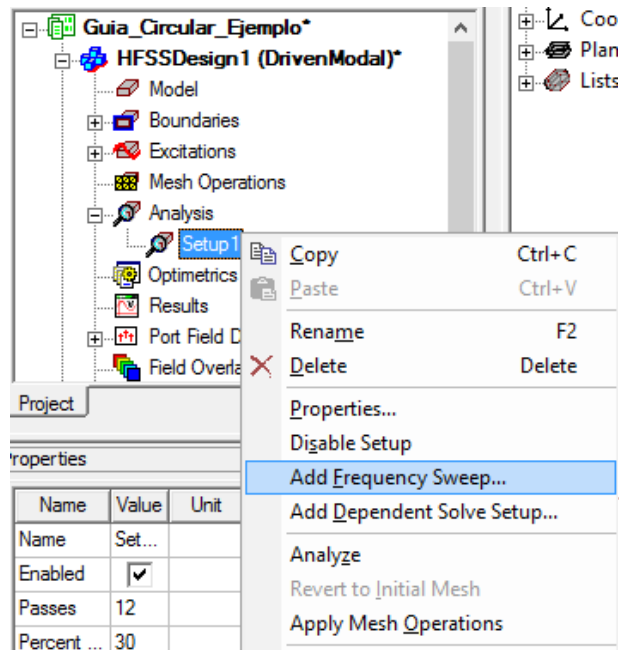 Guia_Circular_Ejemplo*
HFSSDesign1 (DrivenModal)*
Model
Boundaries
Excitations
Mesh Operations
Analysis
Setup1
Optimetrics
Results
Port Field D
Field Overla
Project
Coo
Plan
Lists
Copy Ctrl+C
Paste Ctrl+V
Rename F2
Delete Delete
Properties...
Disable Setup
Add Frequency Sweep...
Add Dependent Solve Setup...
Analyze
Revert to Initial Mesh
Apply Mesh Operations
roperties
Name Value Unit
Name Set...
Enabled
Passes 12
Percent ... 30